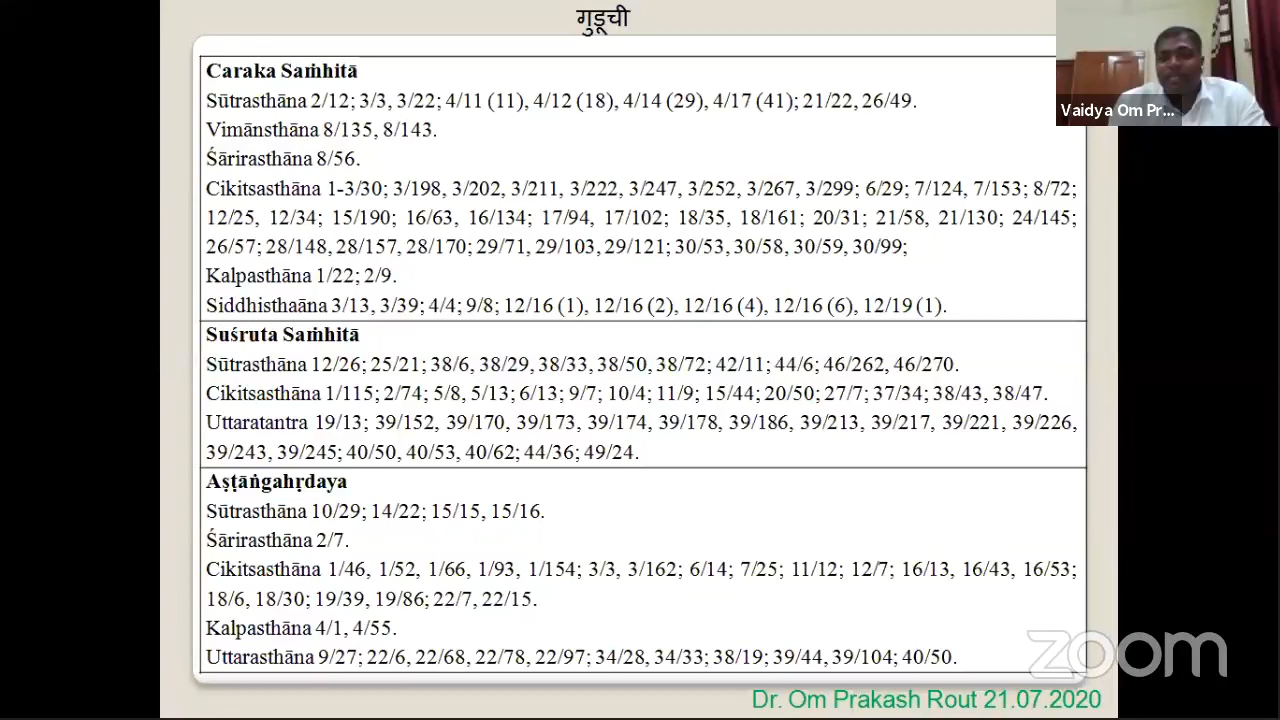 गुडूची
Caraka Saṁhitā
Sūtrasthāna 2/12; 3/3, 3/22; 4/11 (11), 4/12 (18), 4/14 (29), 4/17 (41); 21/22, 26/49.
Vimānsthāna 8/135, 8/143.
Śārirasthāna 8/56.
Cikitsasthāna 1-3/30; 3/198, 3/202, 3/211, 3/222, 3/247, 3/252, 3/267, 3/299; 6/29; 7/124, 7/153; 8/72;
12/25, 12/34; 15/190; 16/63, 16/134; 17/94, 17/102; 18/35, 18/161; 20/31; 21/58, 21/130; 24/145;
26/57; 28/148, 28/157, 28/170; 29/71, 29/103, 29/121; 30/53, 30/58, 30/59, 30/99;
Kalpasthāna 1/22; 2/9.
Siddhisthaāna 3/13, 3/39; 4/4; 9/8; 12/16 (1), 12/16 (2), 12/16 (4), 12/16 (6), 12/19 (1).
Suśruta Saṁhitā
Sūtrasthāna 12/26; 25/21; 38/6, 38/29, 38/33, 38/50, 38/72; 42/11; 44/6; 46/262, 46/270.
Cikitsasthāna 1/115; 2/74; 5/8, 5/13; 6/13; 9/7; 10/4; 11/9; 15/44; 20/50; 27/7; 37/34; 38/43, 38/47.
Uttaratantra 19/13; 39/152, 39/170, 39/173, 39/174, 39/178, 39/186, 39/213, 39/217, 39/221, 39/226,
39/243, 39/245; 40/50, 40/53, 40/62; 44/36; 49/24.
Aṣṭāṅgahṛdaya
Sūtrasthāna 10/29; 14/22; 15/15, 15/16.
Śārirasthāna 2/7.
Cikitsasthāna 1/46, 1/52, 1/66, 1/93, 1/154; 3/3, 3/162; 6/14; 7/25; 11/12; 12/7; 16/13, 16/43, 16/53;
18/6, 18/30; 19/39, 19/86; 22/7, 22/15.
Kalpasthāna 4/1, 4/55.
Uttarasthāna 9/27; 22/6, 22/68, 22/78, 22/97; 34/28, 34/33; 38/19; 39/44, 39/104; 40/50.
Dr. Om Prakash Rout 21.07.2020
Vaidya Om Pr...
zoom